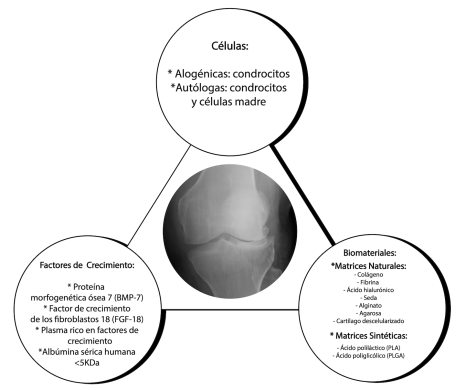 Células:
* Alogénicas: condrocitos
*Autólogas: condrocitos
y células madre
Factores de Crecimiento:
* Proteína
morfogenética ósea 7 (BMP-7)
* Factor de crecimiento
de los fibroblastos 18 (FGF-18)
* Plasma rico en factores de
crecimiento
*Albúmina sérica humana
<5KDa
Biomateriales:
*Matrices Naturales:
- Colágeno
- Fibrina
- Ácido hialurónico
- Seda
- Alginato
- Agarosa
- Cartílago descelularizado
* Matrices Sintéticas:
- Ácido poliláctico (PLA)
- Ácido poliglicólico (PLGA)